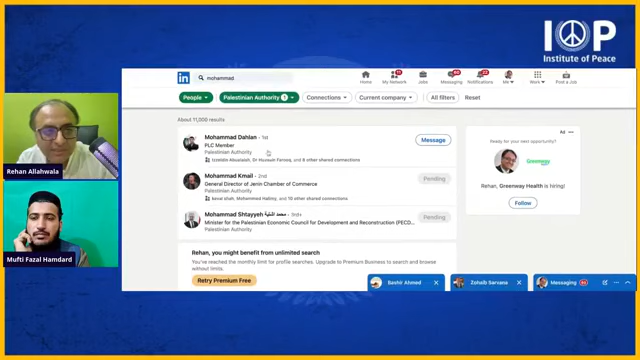 IOP
Institute of Peace
in
mohammad
Home
My Network
Jobs
Messaging
Notifications
Me
Work
Post a Job
People
Palestinian Authority 1
Connections
Current company
All filters
Reset
About 11,000 results
Mohammad Dahlan • 1st
PLC Member
Palestinian Authority
Message
Mohammad Kmail • 2nd
General Director of Jenin Chamber of Commerce
Palestinian Authority
Pending
Mohammad Shtayyeh محمد اشتية • 3rd+
Minister for the Palestinian Economic Council for Development and Reconstruction (PECD...
Palestinian Authority
Pending
Rehan, you might benefit from unlimited search
You've reached the monthly limit for profile searches. Upgrade to Premium Business to search and browse
without limits.
Retry Premium Free
Ad
Ready for your next opportunity?
Greenway
Rehan, Greenway Health is hiring!
Follow
Rehan Allahwala
Mufti Fazal Hamdard
Bashir Ahmed
Zohaib Sarwana
Messaging